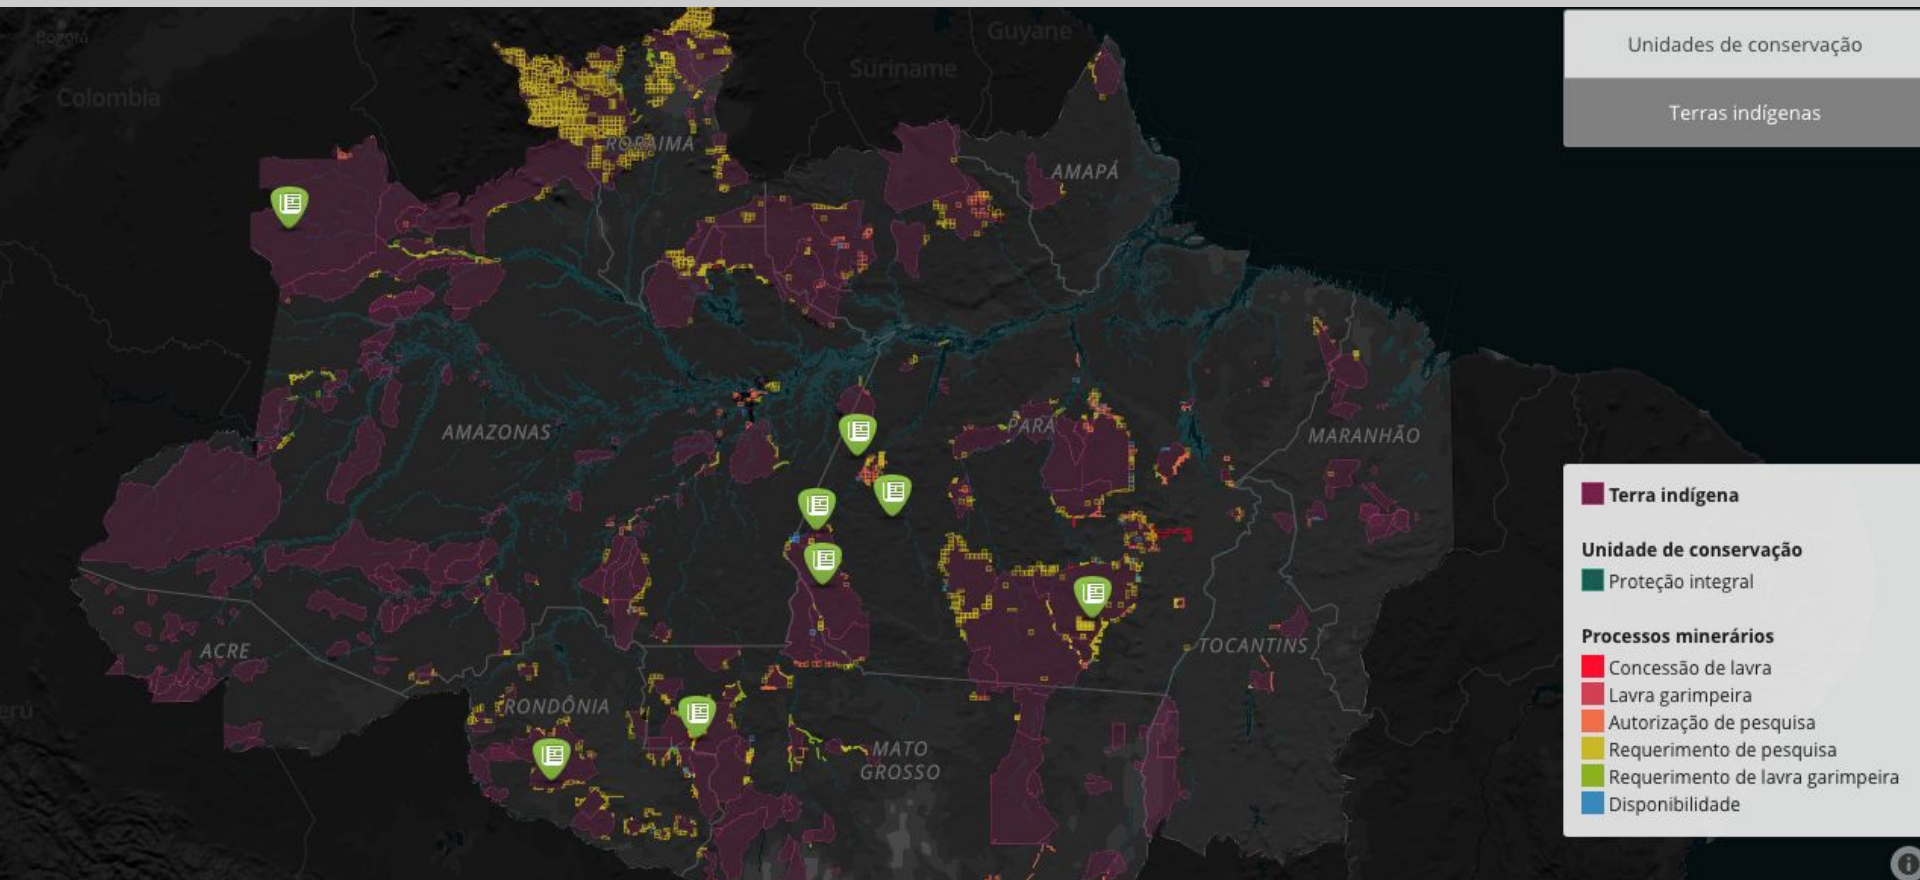 Bogotá
Guyane
Suriname
Colombia
Unidades de conservação
Terras indígenas
RORAIMA
AMAPÁ
AMAZONAS
PARÁ
MARANHÃO
Terra indígena
Unidade de conservação
Proteção integral
Processos minerários
Concessão de lavra
Lavra garimpeira
Autorização de pesquisa
Requerimento de pesquisa
Requerimento de lavra garimpeira
Disponibilidade
ACRE
TOCANTINS
RONDÔNIA
erú
MATO
GROSSO